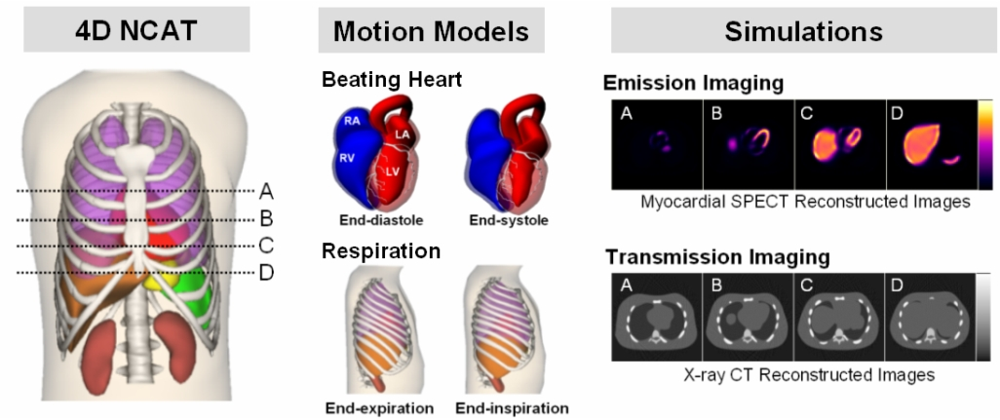 4D NCAT
A
B
C
D
Motion Models
Beating Heart
RA
LA
RV
LV
End-diastole
End-systole
Respiration
End-expiration
End-inspiration
Simulations
Emission Imaging
A
B
C
D
Myocardial SPECT Reconstructed Images
Transmission Imaging
A
B
C
D
X-ray CT Reconstructed Images